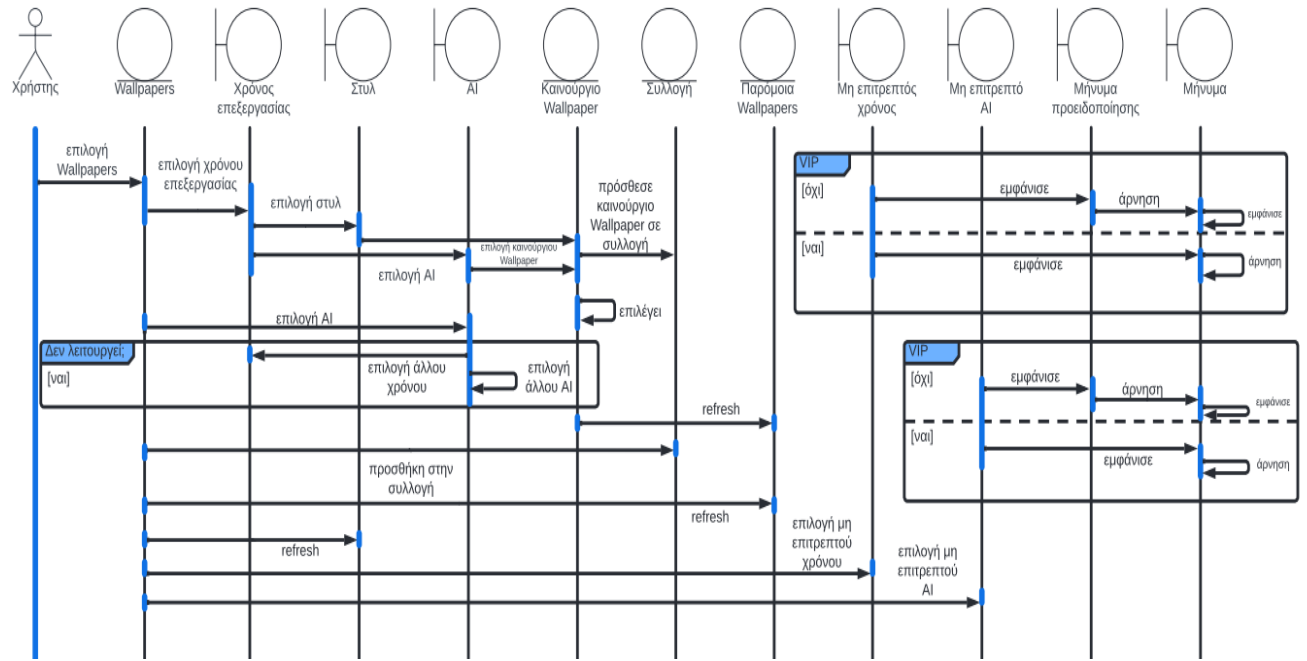 Χρήστης
Wallpapers
Χρόνος
επεξεργασίας
Στυλ
AI
Καινούριο
Wallpaper
Συλλογή
Παρόμοια
Wallpapers
Μη επιτρεπτός
χρόνος
Μη επιτρεπτό
AI
Μήνυμα
προειδοποίησης
Μήνυμα
επιλογή
Wallpapers
επιλογή χρόνου
επεξεργασίας
επιλογή στυλ
επιλογή καινούργιου
Wallpaper
επιλογή AI
πρόσθεσε
καινούργιο
Wallpaper σε
συλλογή
επιλέγει
επιλογή AI
Δεν λειτουργεί;
[ναι]
επιλογή άλλου
χρόνου
επιλογή
άλλου AI
refresh
προσθήκη στην
συλλογή
refresh
refresh
επιλογή μη
επιτρεπτού
χρόνου
επιλογή μη
επιτρεπτού
AI
VIP
[όχι]
εμφάνισε
άρνηση
εμφάνισε
[ναι]
εμφάνισε
άρνηση
VIP
[όχι]
εμφάνισε
άρνηση
εμφάνισε
[ναι]
εμφάνισε
άρνηση